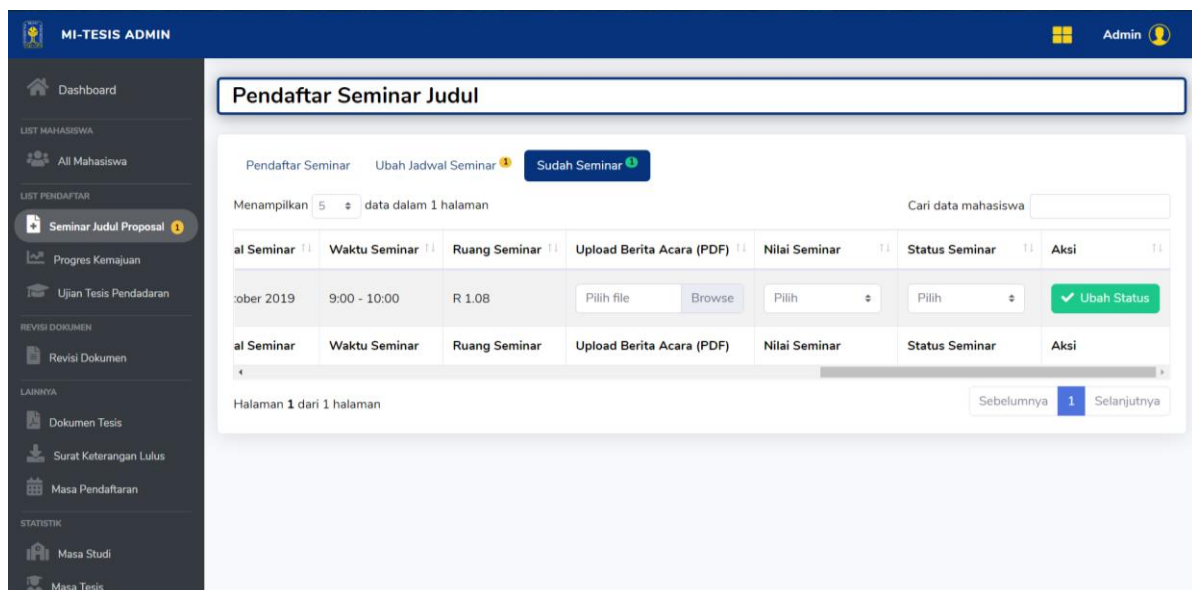 MI-TESIS ADMIN
Admin
Dashboard
LIST MAHASISWA
All Mahasiswa
LIST PENDAFTAR
Seminar Judul Proposal 1
Progres Kemajuan
Ujian Tesis Pendadaran
REVISI DOKUMEN
Revisi Dokumen
LAINNYA
Dokumen Tesis
Surat Keterangan Lulus
Masa Pendaftaran
STATISTIK
Masa Studi
Masa Tesis
Pendaftar Seminar Judul
Pendaftar Seminar Ubah Jadwal Seminar 1 Sudah Seminar 1
Menampilkan 5 data dalam 1 halaman Cari data mahasiswa
al Seminar Waktu Seminar Ruang Seminar Upload Berita Acara (PDF) Nilai Seminar Status Seminar Aksi
tober 2019 9:00 - 10:00 R 1.08 Pilih file Browse Pilih Pilih Ubah Status
al Seminar Waktu Seminar Ruang Seminar Upload Berita Acara (PDF) Nilai Seminar Status Seminar Aksi
Halaman 1 dari 1 halaman Sebelumnya 1 Selanjutnya